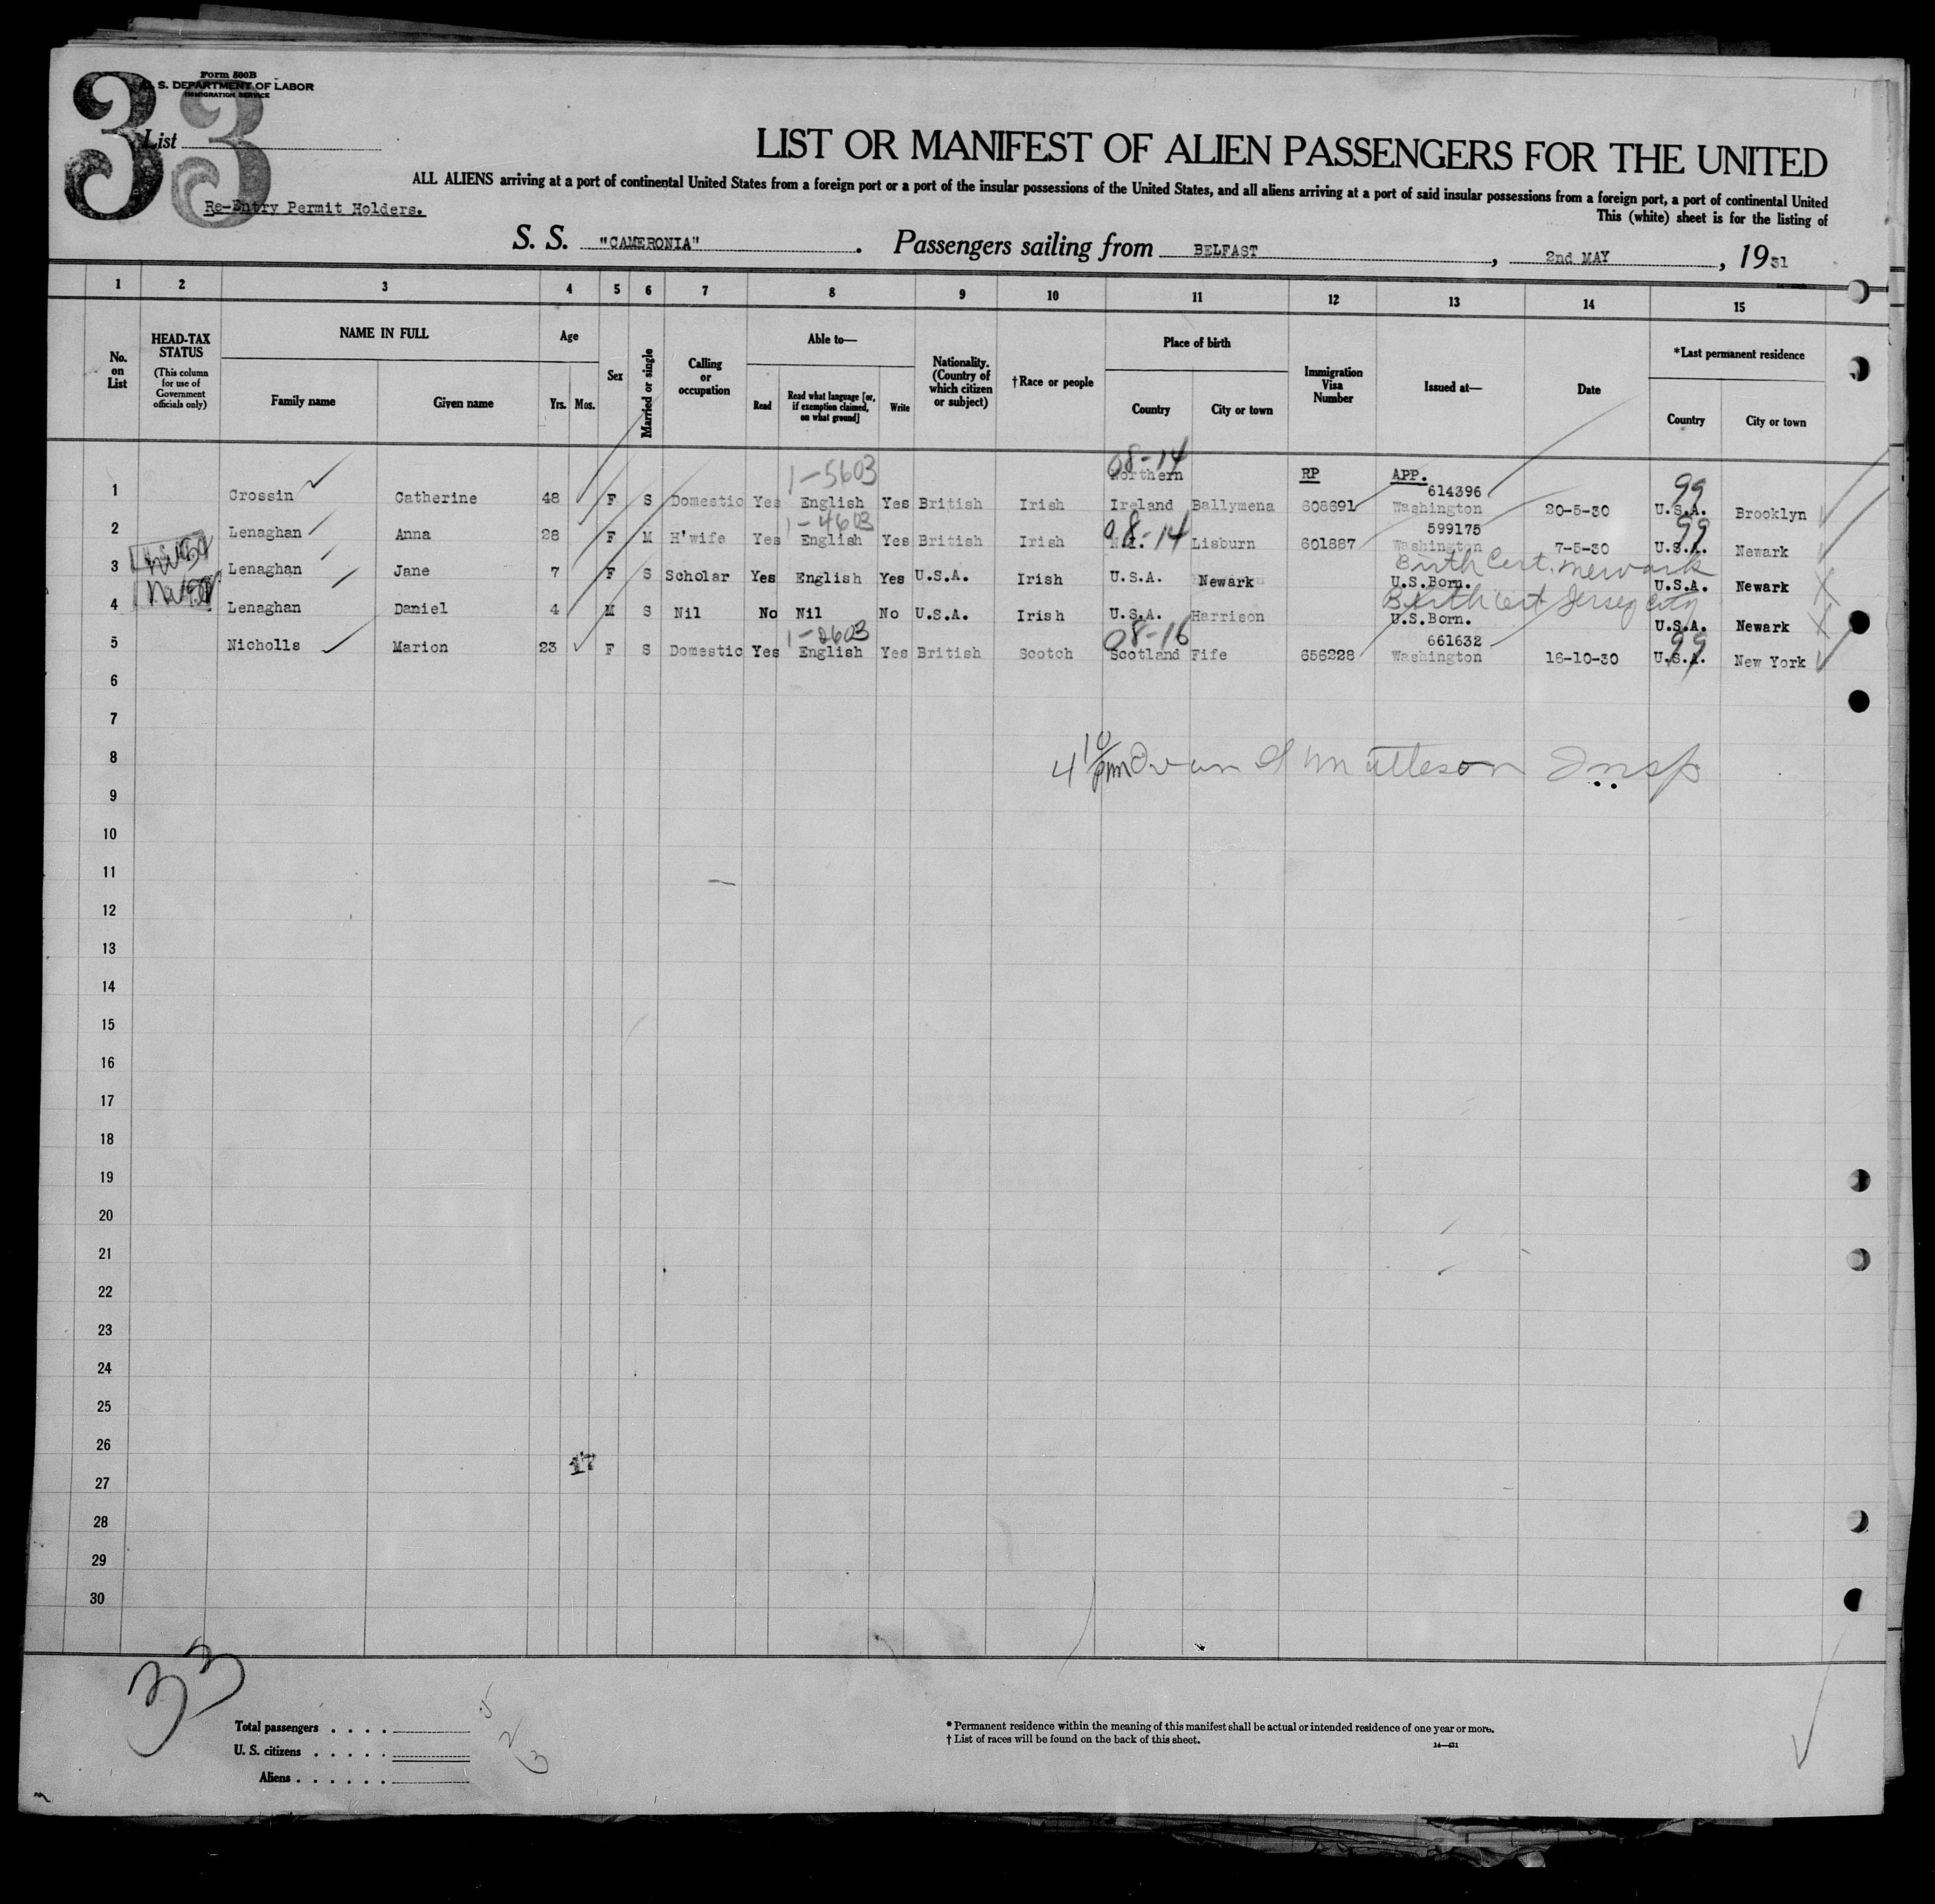 33
Form 500B
U. S. DEPARTMENT OF LABOR
IMMIGRATION SERVICE
List
LIST OR MANIFEST OF ALIEN PASSENGERS FOR THE UNITED
ALL ALIENS arriving at a port of continental United States from a foreign port or a port of the insular possessions of the United States, and all aliens arriving at a port of said insular possessions from a foreign port, a port of continental United
This (white) sheet is for the listing of
Re-Entry Permit Holders.
S. S. "CAMERONIA". Passengers sailing from BELFAST, 2nd MAY, 1931
1 2 3 4 5 6 7 8 9 10 11 12 13 14 15
No. on List
HEAD-TAX STATUS (This column for use of Government officials only)
NAME IN FULL
Family name Given name
Age
Yrs. Mos.
Sex
Married or single
Calling or occupation
Able to—
Read Read what language [or, if exemption claimed, on what ground] Write
Nationality. (Country of which citizen or subject)
†Race or people
Place of birth
Country City or town
Immigration Visa Number
Issued at—
Date
*Last permanent residence
Country City or town
1-5603 08-14 RP APP. 99
Northern 614396
1 Crossin Catherine 48 F S Domestic Yes English Yes British Irish Ireland Ballymena Washington 20-5-30 U.S.A. Brooklyn
1-4603 08-14 599175 99
2 Lenaghan Anna 28 F M H'wife Yes English Yes British Irish Lisburn 601887 Washington 7-5-30 U.S.A. Newark
Birth Cert. Newark
3 Lenaghan Jane 7 F S Scholar Yes English Yes U.S.A. Irish U.S.A. Newark U.S.Born. U.S.A. Newark
Birth Cert Jersey City
4 Lenaghan Daniel 4 M S Nil No Nil No U.S.A. Irish U.S.A. Harrison U.S.Born. U.S.A. Newark
1-2603 08-16 661632 99
5 Nicholls Marion 23 F S Domestic Yes English Yes British Scotch Scotland Fife 656228 Washington 16-10-30 U.S.A. New York
6
7
8
4 10/pm Matteson Insp
9
10
11
12
13
14
15
16
17
18
19
20
21
22
23
24
25
26
27
28
29
30
33
Total passengers . . . . 5
U. S. citizens . . . . . 2
Aliens . . . . . . 3
* Permanent residence within the meaning of this manifest shall be actual or intended residence of one year or more.
† List of races will be found on the back of this sheet.